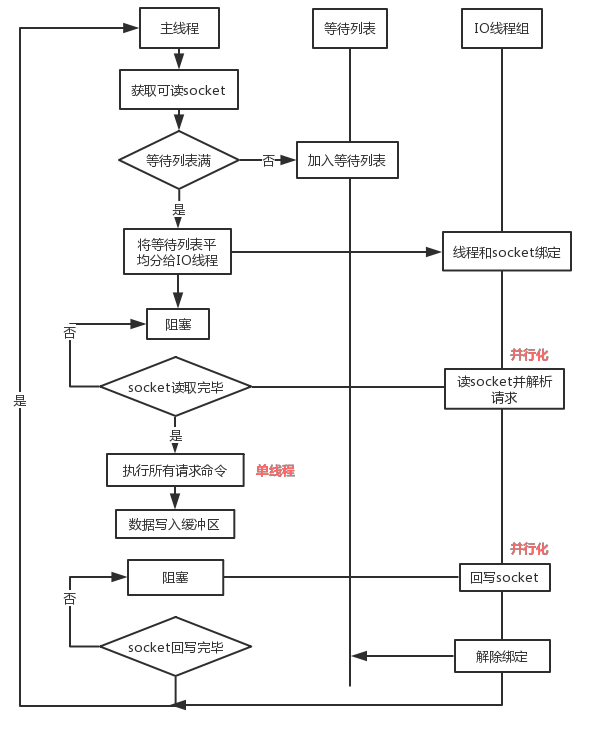 主线程
等待列表
IO线程组
获取可读socket
等待列表满
否
加入等待列表
是
将等待列表平
均分给IO线程
线程和socket绑定
阻塞
否
并行化
socket读取完毕
读socket并解析
请求
是
是
执行所有请求命令
单线程
数据写入缓冲区
并行化
阻塞
回写socket
否
socket回写完毕
解除绑定